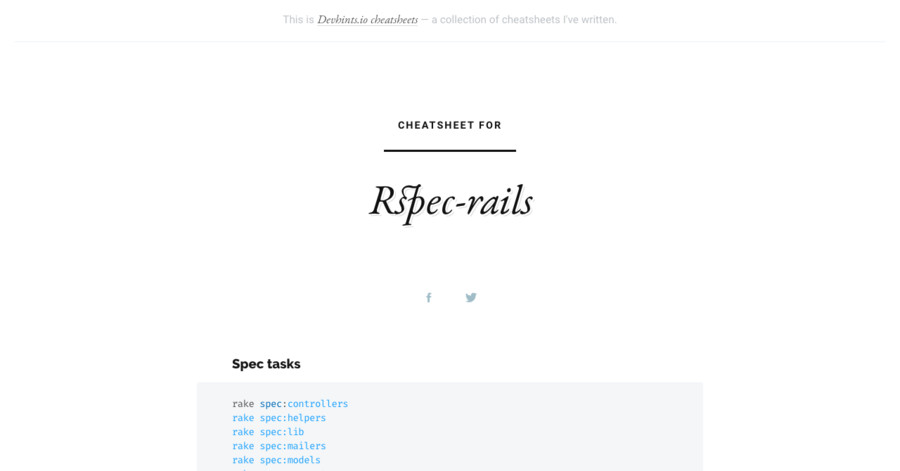 This is Devhints.io cheatsheets — a collection of cheatsheets I've written.
CHEATSHEET FOR
Rspec-rails
Spec tasks
rake spec:controllers
rake spec:helpers
rake spec:lib
rake spec:mailers
rake spec:models